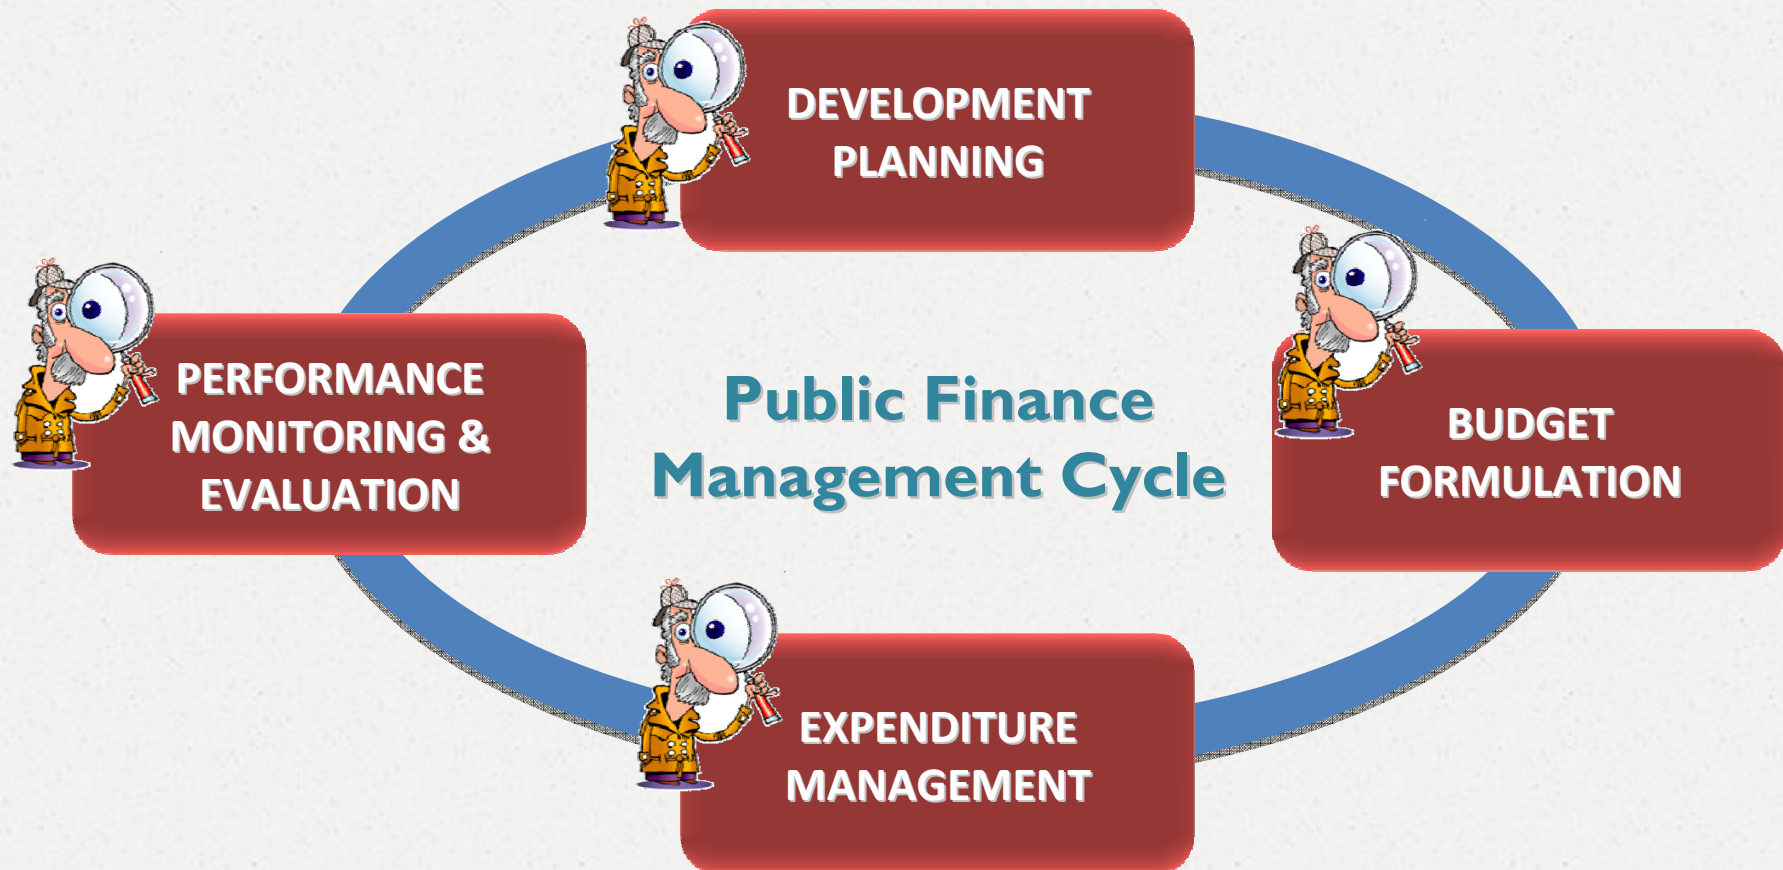 DEVELOPMENT
PLANNING
PERFORMANCE
MONITORING &
EVALUATION
Public Finance
Management Cycle
BUDGET
FORMULATION
EXPENDITURE
MANAGEMENT